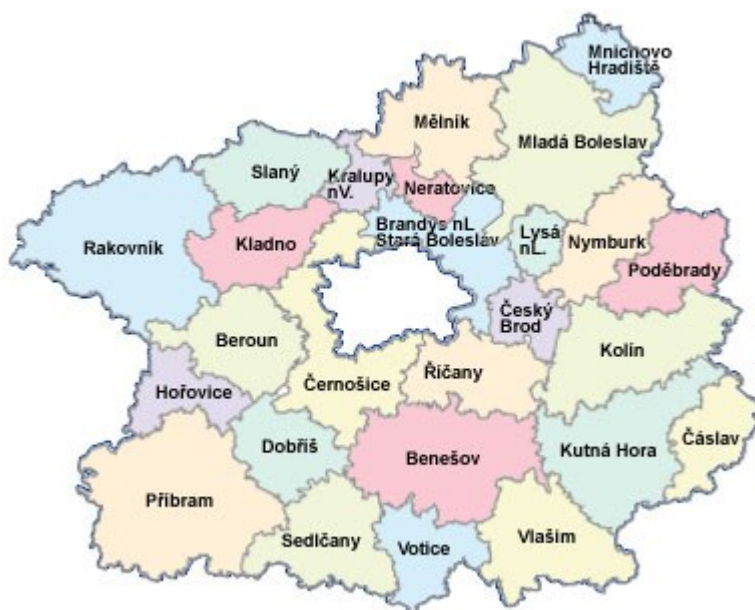 Mnichovo
Hradiště
Mělník
Mladá Boleslav
Slaný
Kralupy
nV.
Neratovice
Brandýs nL
Stará Boleslav
Lysá
nL.
Nymburk
Rakovník
Kladno
Poděbrady
Český
Brod
Beroun
Kolín
Říčany
Černošice
Hořovice
Dobříš
Benešov
Kutná Hora
Čáslav
Příbram
Sedlčany
Votice
Vlašim